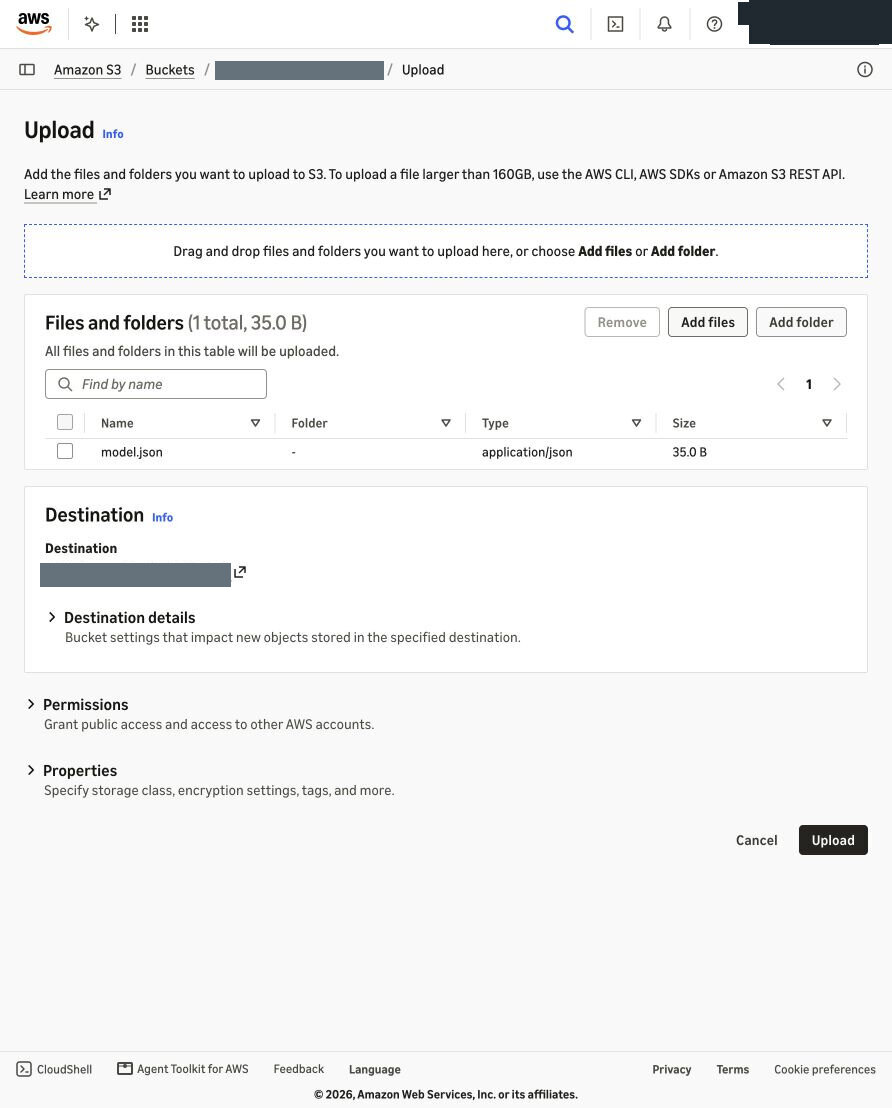 aws
Amazon S3 / Buckets / / Upload
Upload Info
Add the files and folders you want to upload to S3. To upload a file larger than 160GB, use the AWS CLI, AWS SDKs or Amazon S3 REST API.
Learn more
Drag and drop files and folders you want to upload here, or choose Add files or Add folder.
Files and folders (1 total, 35.0 B)
Remove Add files Add folder
All files and folders in this table will be uploaded.
Find by name
1
Name Folder Type Size
model.json - application/json 35.0 B
Destination Info
Destination
Destination details
Bucket settings that impact new objects stored in the specified destination.
Permissions
Grant public access and access to other AWS accounts.
Properties
Specify storage class, encryption settings, tags, and more.
Cancel Upload
CloudShell Agent Toolkit for AWS Feedback Language Privacy Terms Cookie preferences
© 2026, Amazon Web Services, Inc. or its affiliates.